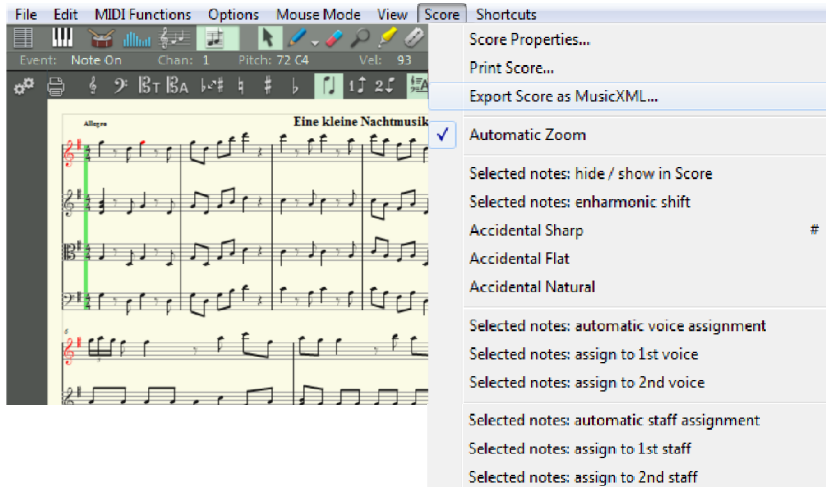 File Edit MIDI Functions Options Mouse Mode View Score Shortcuts
Event: Note On Chan: 1 Pitch: 72 C4 Vel: 93
T A 1 2 A
Allegro Eine kleine Nachtmusik
6
Score Properties...
Print Score...
Export Score as MusicXML...
Automatic Zoom
Selected notes: hide / show in Score
Selected notes: enharmonic shift
Accidental Sharp #
Accidental Flat
Accidental Natural
Selected notes: automatic voice assignment
Selected notes: assign to 1st voice
Selected notes: assign to 2nd voice
Selected notes: automatic staff assignment
Selected notes: assign to 1st staff
Selected notes: assign to 2nd staff